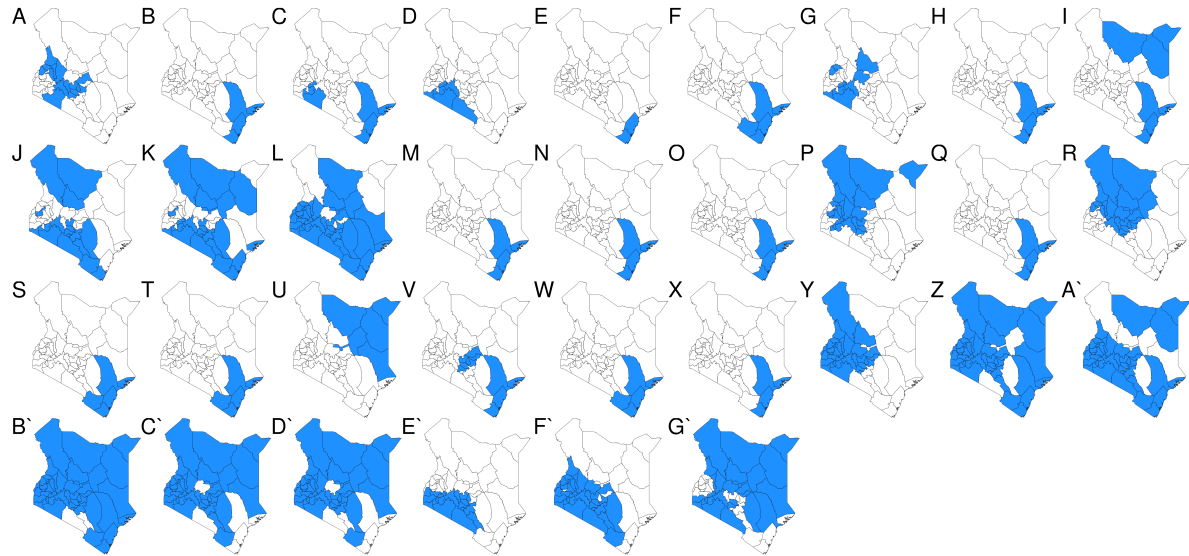 A B C D E F G H I
J K L M N O P Q R
S T U V W X Y Z A`
B` C` D` E` F` G`